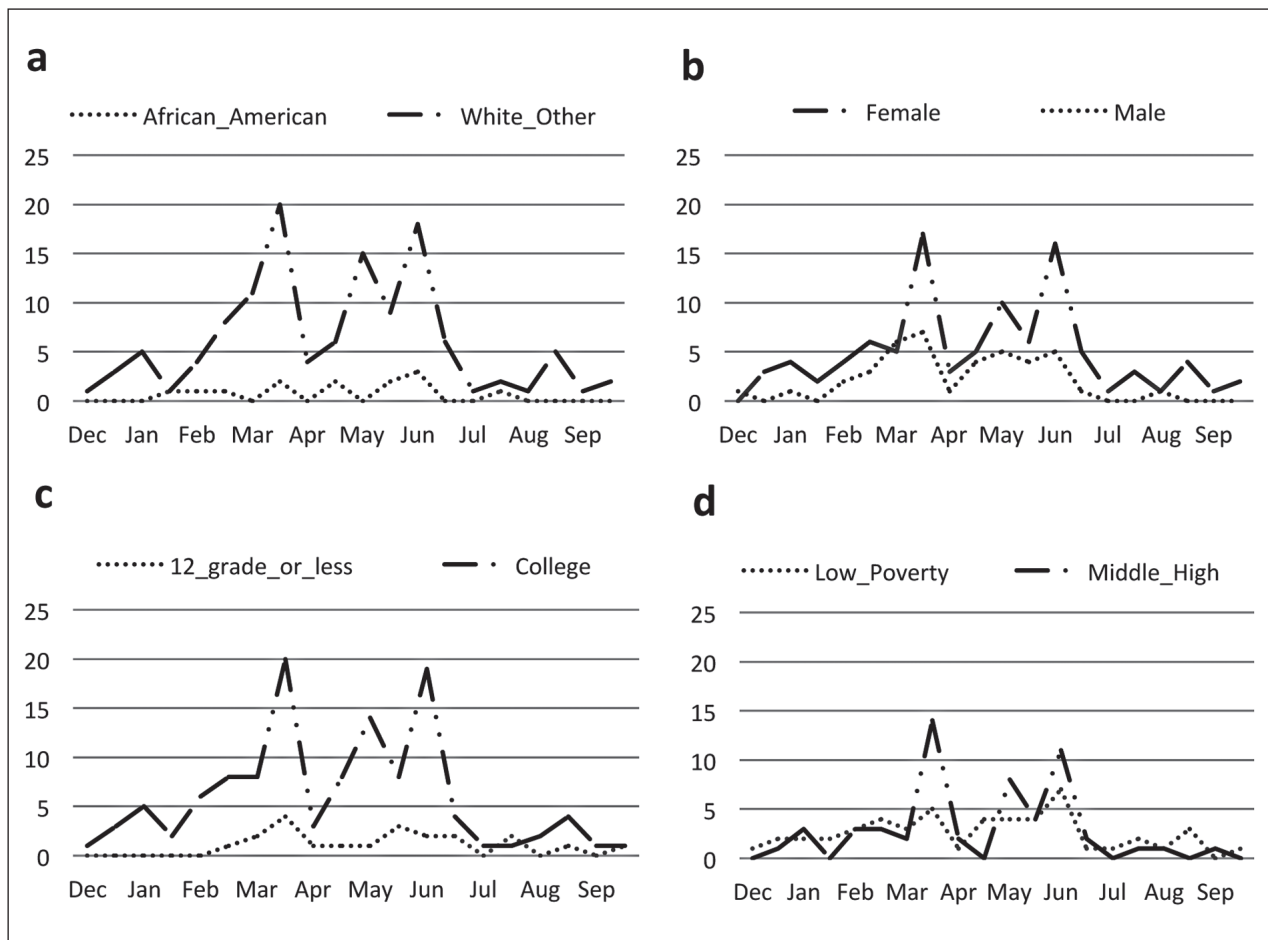 a
African_American White_Other
25
20
15
10
5
0
Dec Jan Feb Mar Apr May Jun Jul Aug Sep
b
Female Male
25
20
15
10
5
0
Dec Jan Feb Mar Apr May Jun Jul Aug Sep
c
12_grade_or_less College
25
20
15
10
5
0
Dec Jan Feb Mar Apr May Jun Jul Aug Sep
d
Low_Poverty Middle_High
25
20
15
10
5
0
Dec Jan Feb Mar Apr May Jun Jul Aug Sep